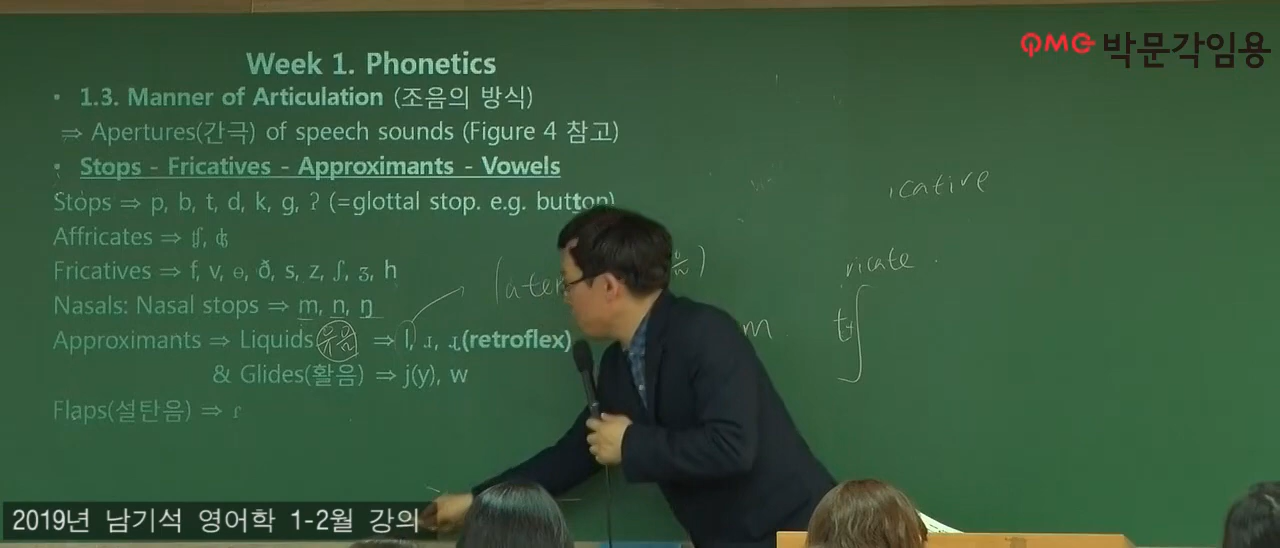 박문각임용
Week 1. Phonetics
· 1.3. Manner of Articulation (조음의 방식)
⇒ Apertures(간극) of speech sounds (Figure 4 참고)
· Stops - Fricatives - Approximants - Vowels
Stops ⇒ p, b, t, d, k, g, ʔ (=glottal stop. e.g. button)
Affricates ⇒ ʧ, ʤ
Fricatives ⇒ f, v, ɵ, ð, s, z, ʃ, ʒ, h
Nasals: Nasal stops ⇒ m, n, ŋ
Approximants ⇒ Liquids 유음 ⇒ l, ɹ, ɻ(retroflex)
& Glides(활음) ⇒ j(y), w
Flaps(설탄음) ⇒ ɾ
icative
ricate
later
m
t+ʃ
2019년 남기석 영어학 1-2월 강의